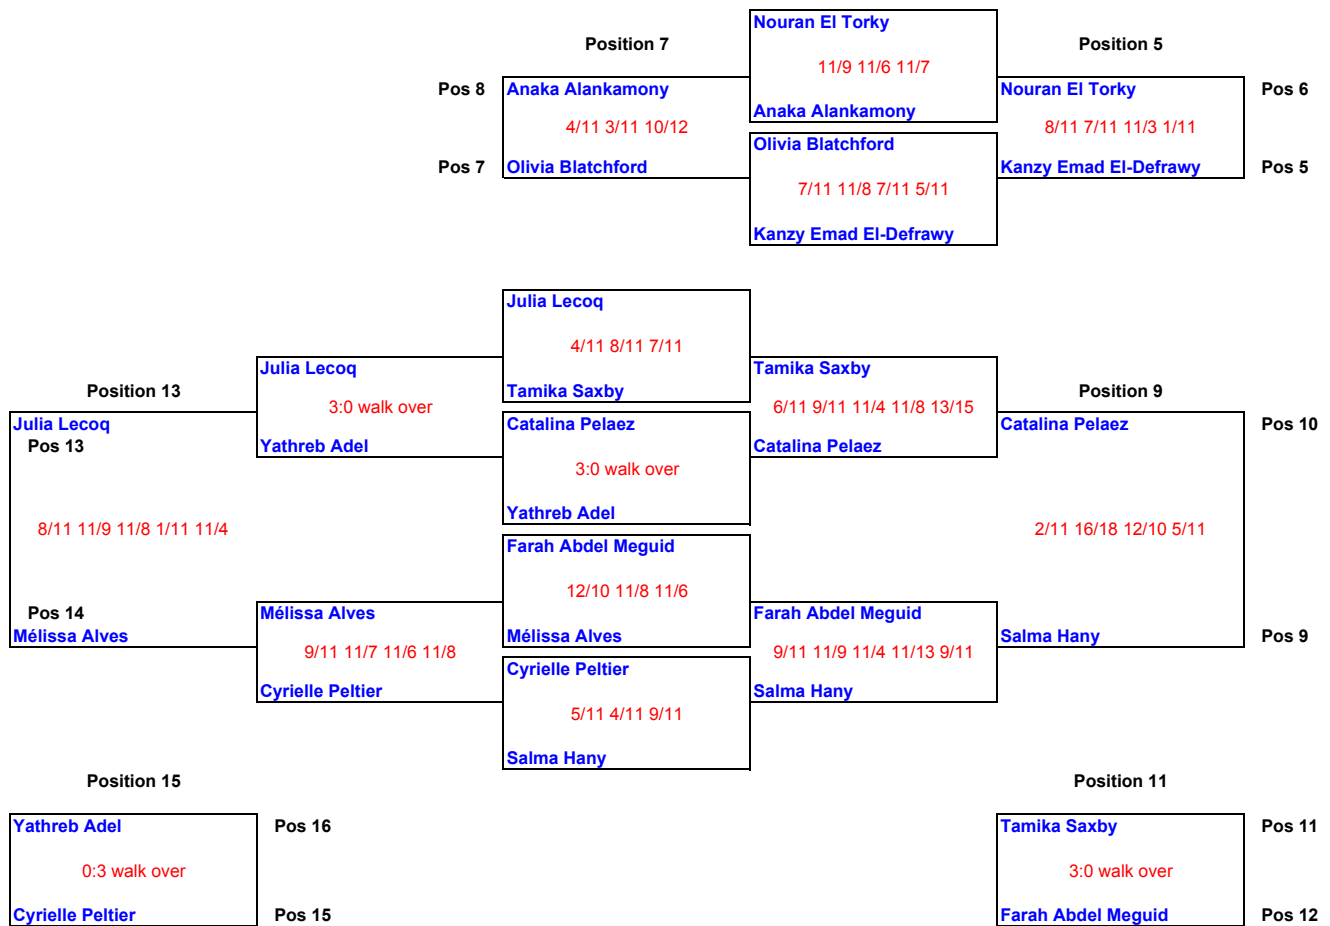 Nouran El Torky
Position 7
Position 5
11/9 11/6 11/7
Pos 8
Anaka Alankamony
Nouran El Torky
Pos 6
Anaka Alankamony
4/11 3/11 10/12
8/11 7/11 11/3 1/11
Olivia Blatchford
Pos 7
Olivia Blatchford
Kanzy Emad El-Defrawy
Pos 5
7/11 11/8 7/11 5/11
Kanzy Emad El-Defrawy
Julia Lecoq
4/11 8/11 7/11
Julia Lecoq
Tamika Saxby
Position 13
Tamika Saxby
Position 9
3:0 walk over
6/11 9/11 11/4 11/8 13/15
Julia Lecoq
Catalina Pelaez
Catalina Pelaez
Pos 10
Pos 13
Yathreb Adel
Catalina Pelaez
3:0 walk over
Yathreb Adel
8/11 11/9 11/8 1/11 11/4
2/11 16/18 12/10 5/11
Farah Abdel Meguid
12/10 11/8 11/6
Pos 14
Mélissa Alves
Farah Abdel Meguid
Mélissa Alves
Mélissa Alves
Salma Hany
Pos 9
9/11 11/7 11/6 11/8
9/11 11/9 11/4 11/13 9/11
Cyrielle Peltier
Cyrielle Peltier
Salma Hany
5/11 4/11 9/11
Salma Hany
Position 15
Position 11
Yathreb Adel
Pos 16
Tamika Saxby
Pos 11
0:3 walk over
3:0 walk over
Cyrielle Peltier
Pos 15
Farah Abdel Meguid
Pos 12